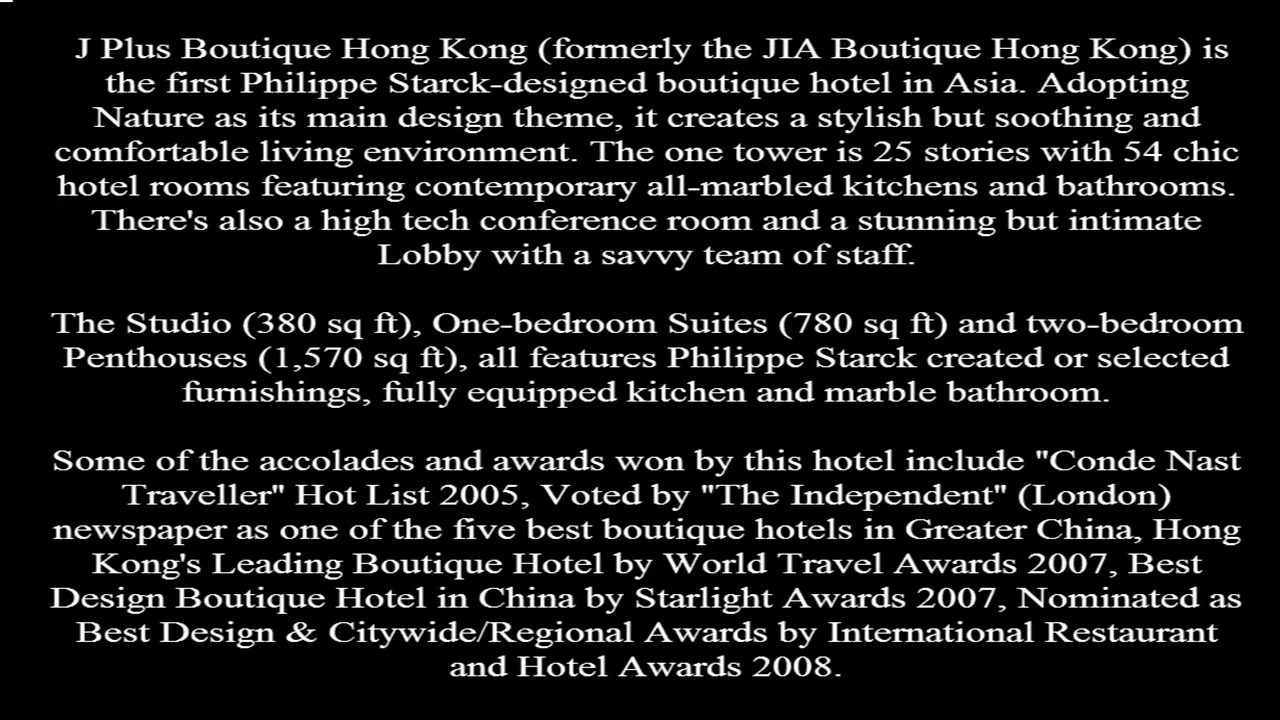 J Plus Boutique Hong Kong (formerly the JIA Boutique Hong Kong) is
the first Philippe Starck-designed boutique hotel in Asia. Adopting
Nature as its main design theme, it creates a stylish but soothing and
comfortable living environment. The one tower is 25 stories with 54 chic
hotel rooms featuring contemporary all-marbled kitchens and bathrooms.
There's also a high tech conference room and a stunning but intimate
Lobby with a savvy team of staff.
The Studio (380 sq ft), One-bedroom Suites (780 sq ft) and two-bedroom
Penthouses (1,570 sq ft), all features Philippe Starck created or selected
furnishings, fully equipped kitchen and marble bathroom.
Some of the accolades and awards won by this hotel include "Conde Nast
Traveller" Hot List 2005, Voted by "The Independent" (London)
newspaper as one of the five best boutique hotels in Greater China, Hong
Kong's Leading Boutique Hotel by World Travel Awards 2007, Best
Design Boutique Hotel in China by Starlight Awards 2007, Nominated as
Best Design & Citywide/Regional Awards by International Restaurant
and Hotel Awards 2008.